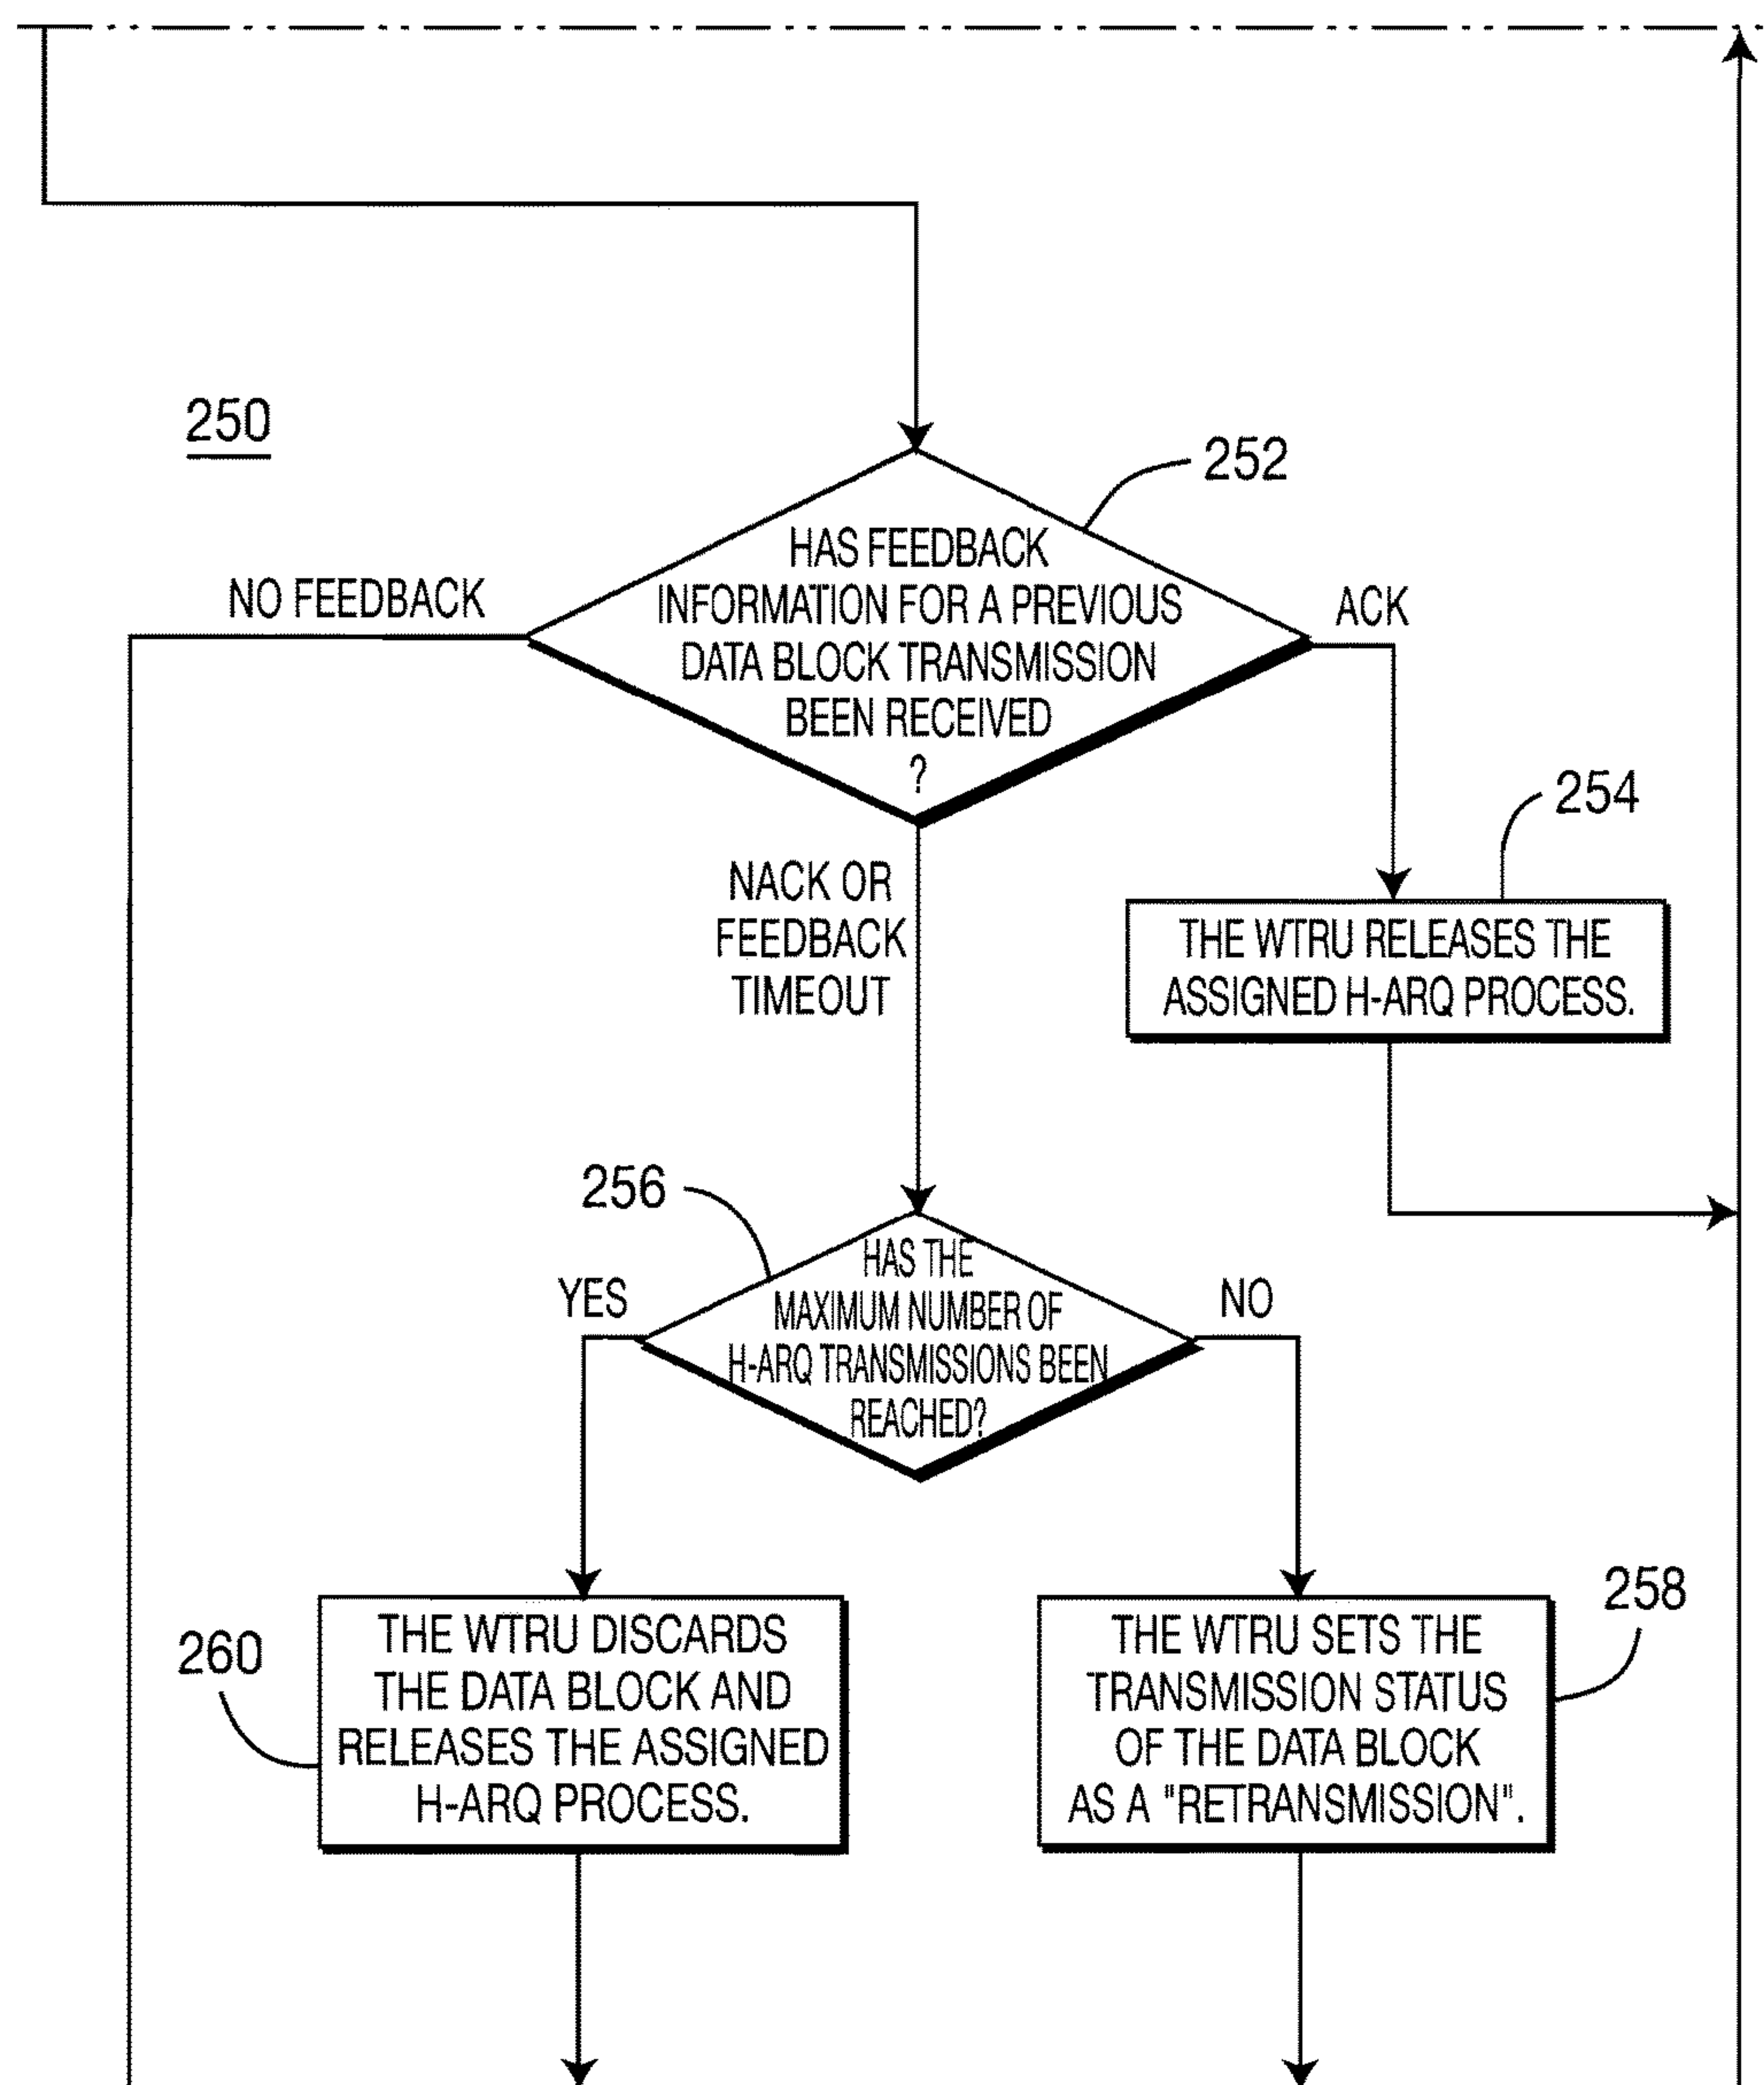 250
252
HAS FEEDBACK
INFORMATION FOR A PREVIOUS
DATA BLOCK TRANSMISSION
BEEN RECEIVED
?
NO FEEDBACK
ACK
254
NACK OR
FEEDBACK
TIMEOUT
THE WTRU RELEASES THE
ASSIGNED H-ARQ PROCESS.
256
HAS THE
MAXIMUM NUMBER OF
H-ARQ TRANSMISSIONS BEEN
REACHED?
YES
NO
260
THE WTRU DISCARDS
THE DATA BLOCK AND
RELEASES THE ASSIGNED
H-ARQ PROCESS.
258
THE WTRU SETS THE
TRANSMISSION STATUS
OF THE DATA BLOCK
AS A "RETRANSMISSION".